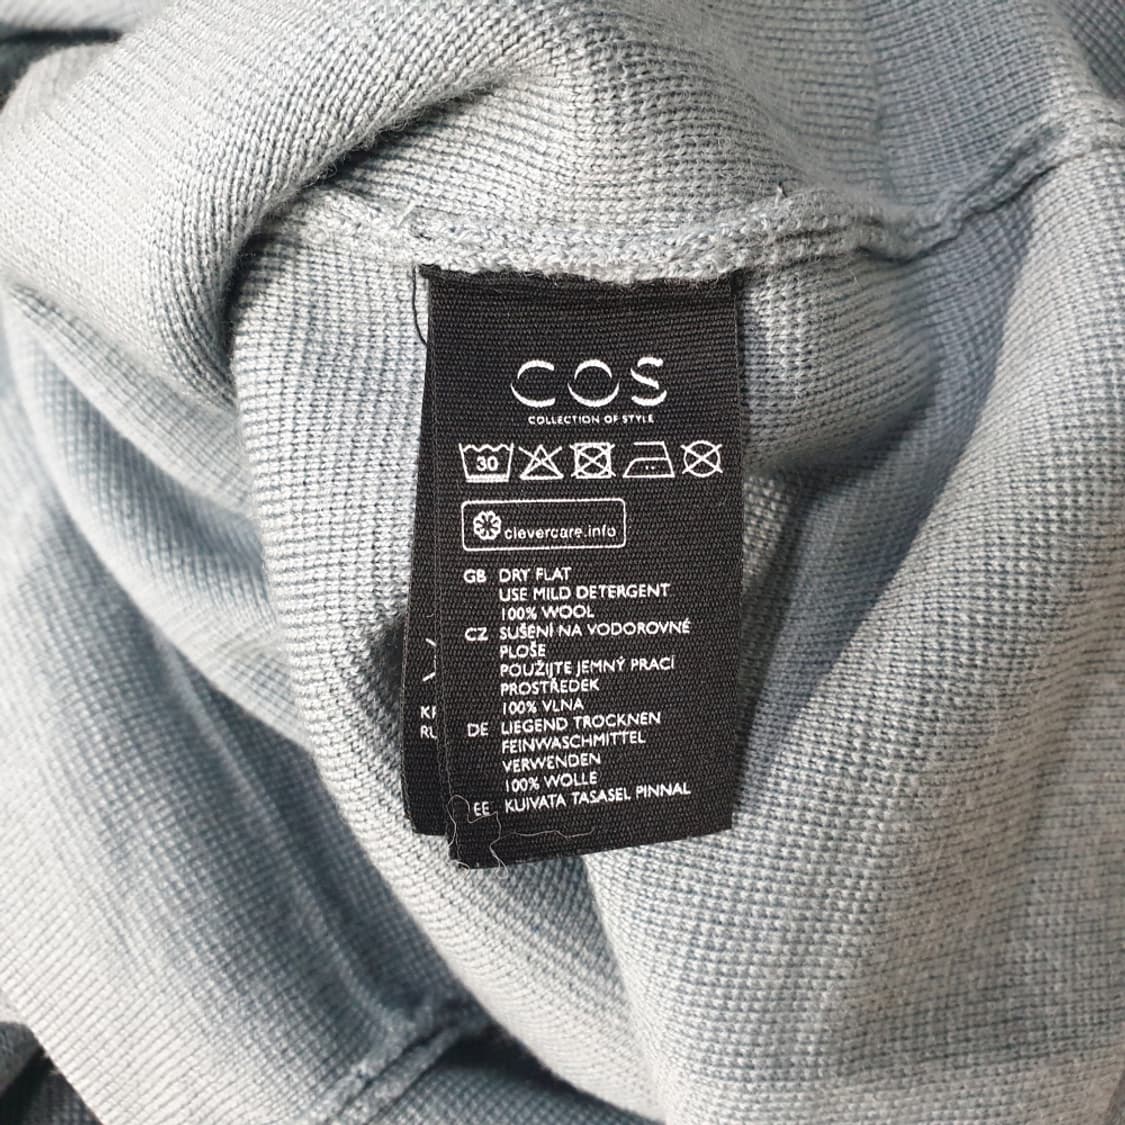 COS
COLLECTION OF STYLE
30
clevercare.info
GB DRY FLAT
USE MILD DETERGENT
100% WOOL
CZ SUŠENÍ NA VODOROVNÉ
PLOŠE
POUŽIJTE JEMNÝ PRACÍ
PROSTŘEDEK
100% VLNA
DE LIEGEND TROCKNEN
FEINWASCHMITTEL
VERWENDEN
100% WOLLE
EE KUIVATA TASASEL PINNAL